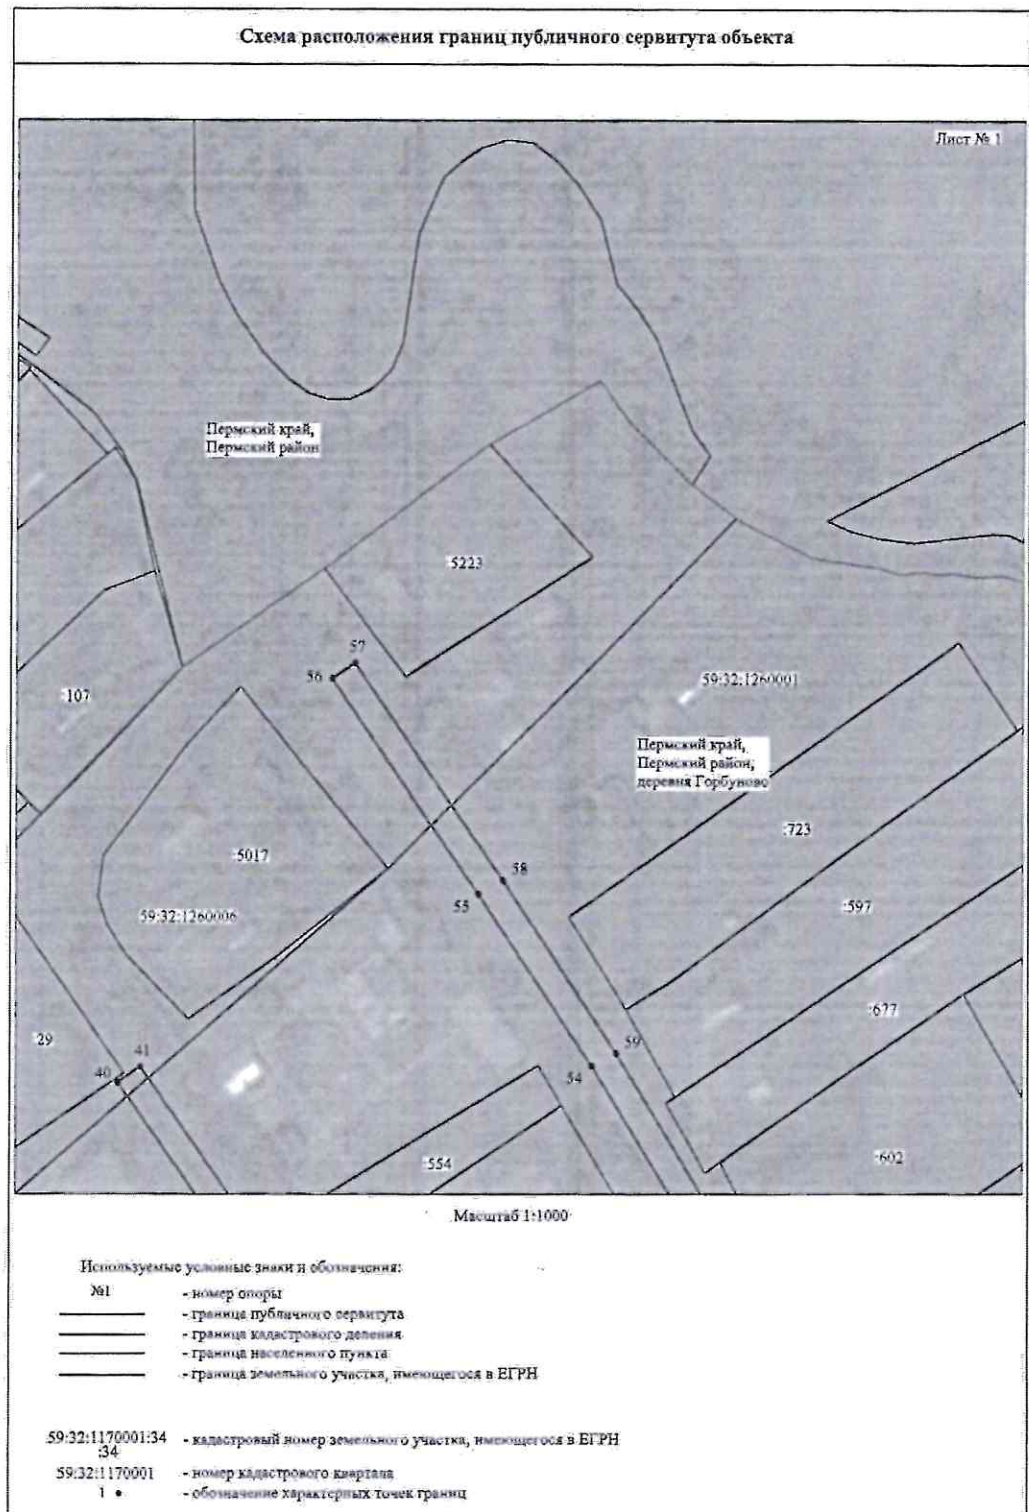 Схема расположения границ публичного сервитута объекта
Лист № 1
Пермский край,
Пермский район
:5223
57
56
:107
59:32:1260001
Пермский край,
Пермский район,
деревня Горбуново
:723
:5017
58
55
:597
59:32:1260006
:677
29
41
40
59
54
:554
:602
Масштаб 1:1000
Используемые условные знаки и обозначения:
№1 - номер опоры
- граница публичного сервитута
- граница кадастрового деления
- граница населенного пункта
- граница земельного участка, имеющегося в ЕГРН
59:32:1170001:34 - кадастровый номер земельного участка, имеющегося в ЕГРН
:34
59:32:1170001 - номер кадастрового квартала
1 • - обозначение характерных точек границ